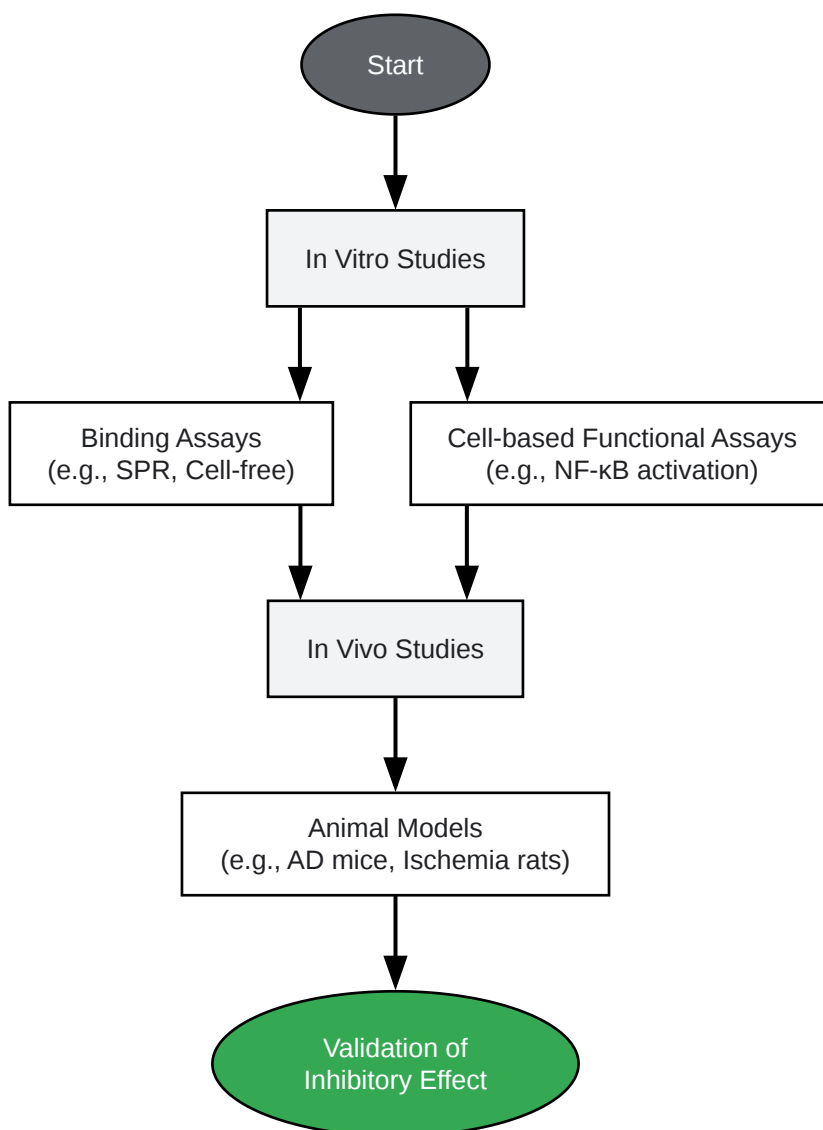 Start
In Vitro Studies
Binding Assays
(e.g., SPR, Cell-free)
Cell-based Functional Assays
(e.g., NF-κB activation)
In Vivo Studies
Animal Models
(e.g., AD mice, Ischemia rats)
Validation of
Inhibitory Effect